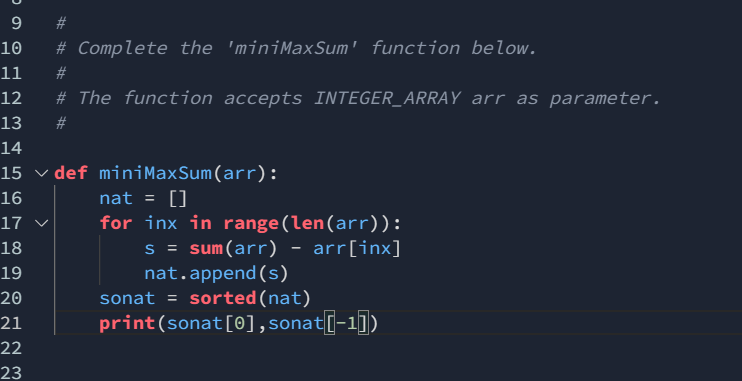 9 #
10 # Complete the 'miniMaxSum' function below.
11 #
12 # The function accepts INTEGER_ARRAY arr as parameter.
13 #
14
15 def miniMaxSum(arr):
16     nat = []
17     for inx in range(len(arr)):
18         s = sum(arr) - arr[inx]
19         nat.append(s)
20     sonat = sorted(nat)
21     print(sonat[0],sonat[-1])
22
23